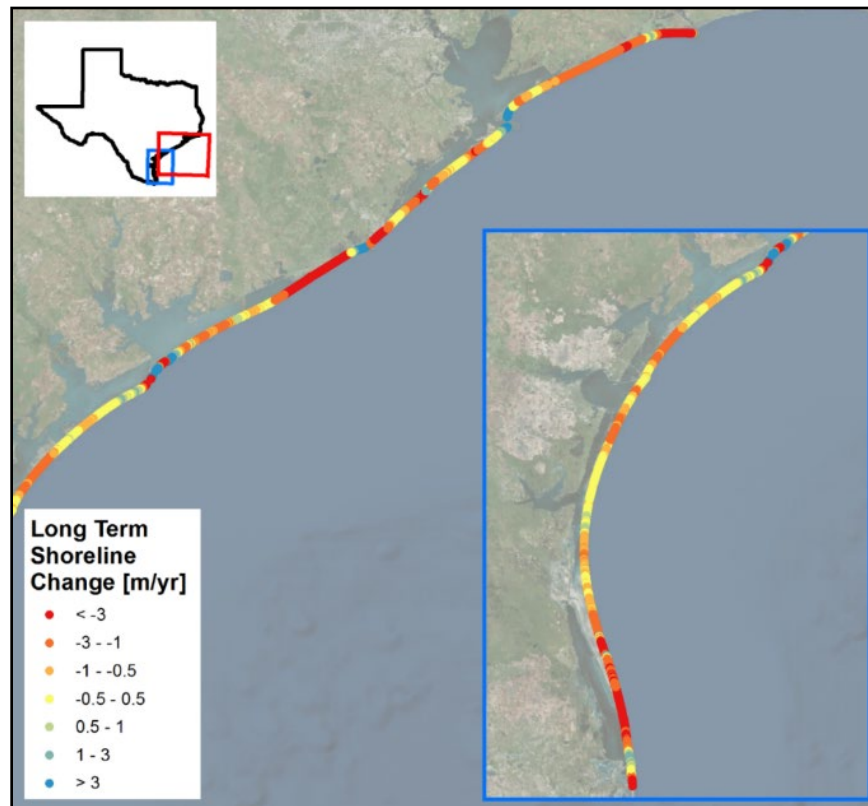 Long Term
Shoreline
Change [m/yr]
< -3
-3 - -1
-1 - -0.5
-0.5 - 0.5
0.5 - 1
1 - 3
> 3